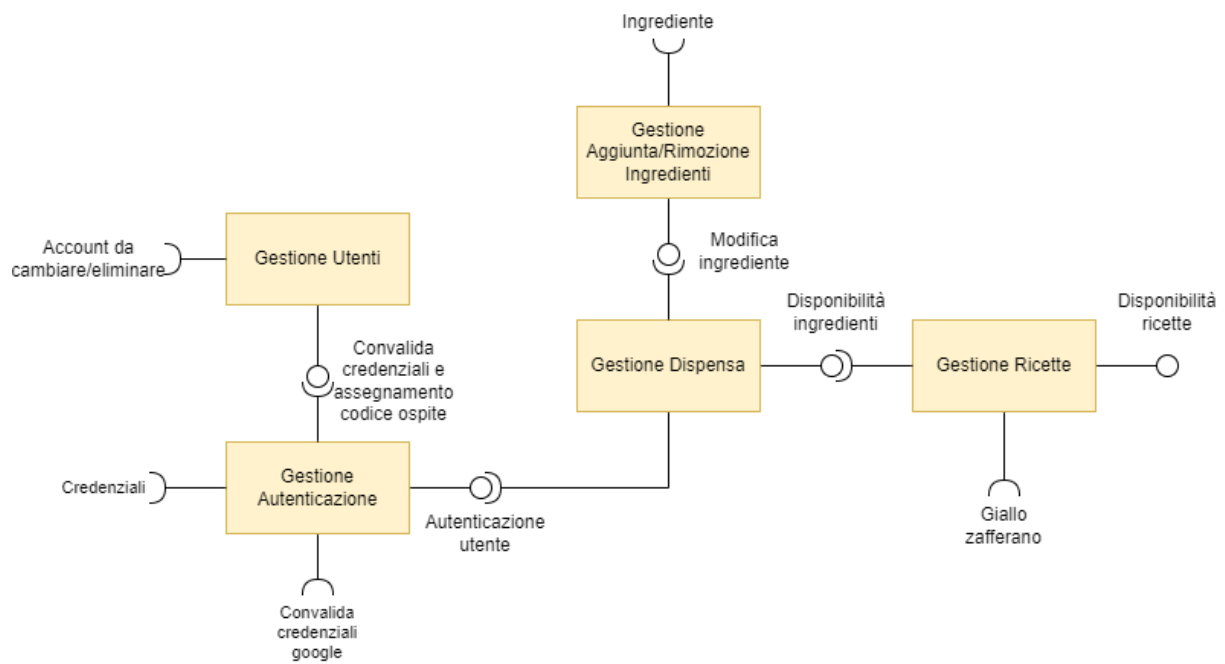 Ingrediente
Gestione
Aggiunta/Rimozione
Ingredienti
Account da
cambiare/eliminare
Gestione Utenti
Modifica
ingrediente
Disponibilità
ingredienti
Disponibilità
ricette
Convalida
credenziali e
assegnamento
codice ospite
Gestione Dispensa
Gestione Ricette
Credenziali
Gestione
Autenticazione
Autenticazione
utente
Giallo
zafferano
Convalida
credenziali
google